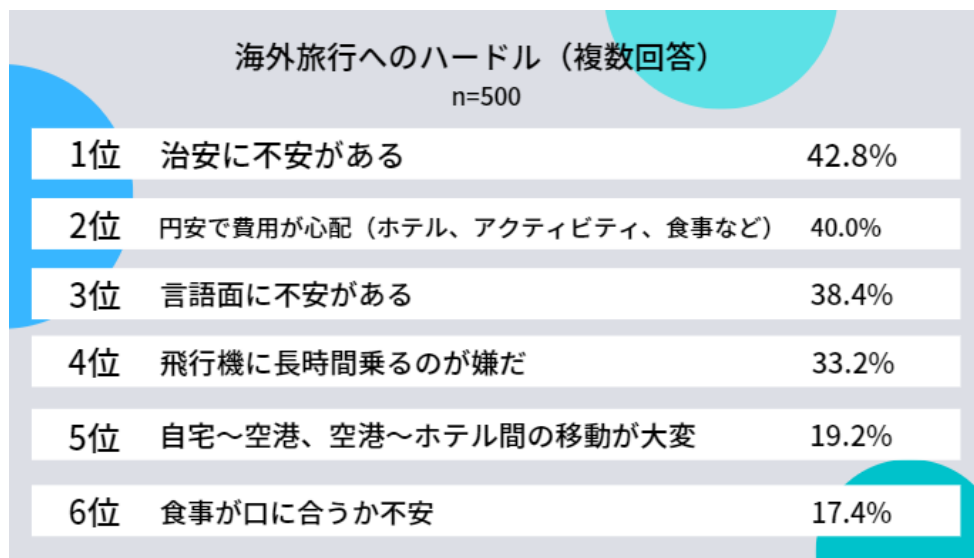 海外旅行へのハードル（複数回答）
n=500
1位 治安に不安がある 42.8%
2位 円安で費用が心配（ホテル、アクティビティ、食事など） 40.0%
3位 言語面に不安がある 38.4%
4位 飛行機に長時間乗るのが嫌だ 33.2%
5位 自宅〜空港、空港〜ホテル間の移動が大変 19.2%
6位 食事が口に合うか不安 17.4%